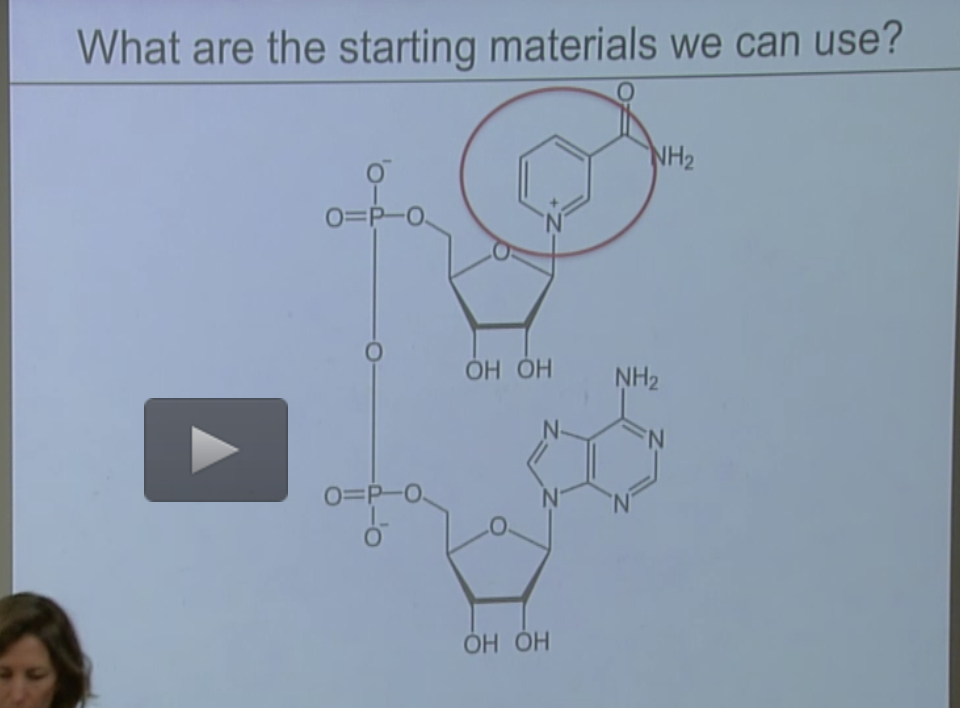 What are the starting materials we can use?
O
NH2
O-
O=P-O
+
N
O
O
OH OH
NH2
N
N
O=P-O
N
N
O
O-
OH OH